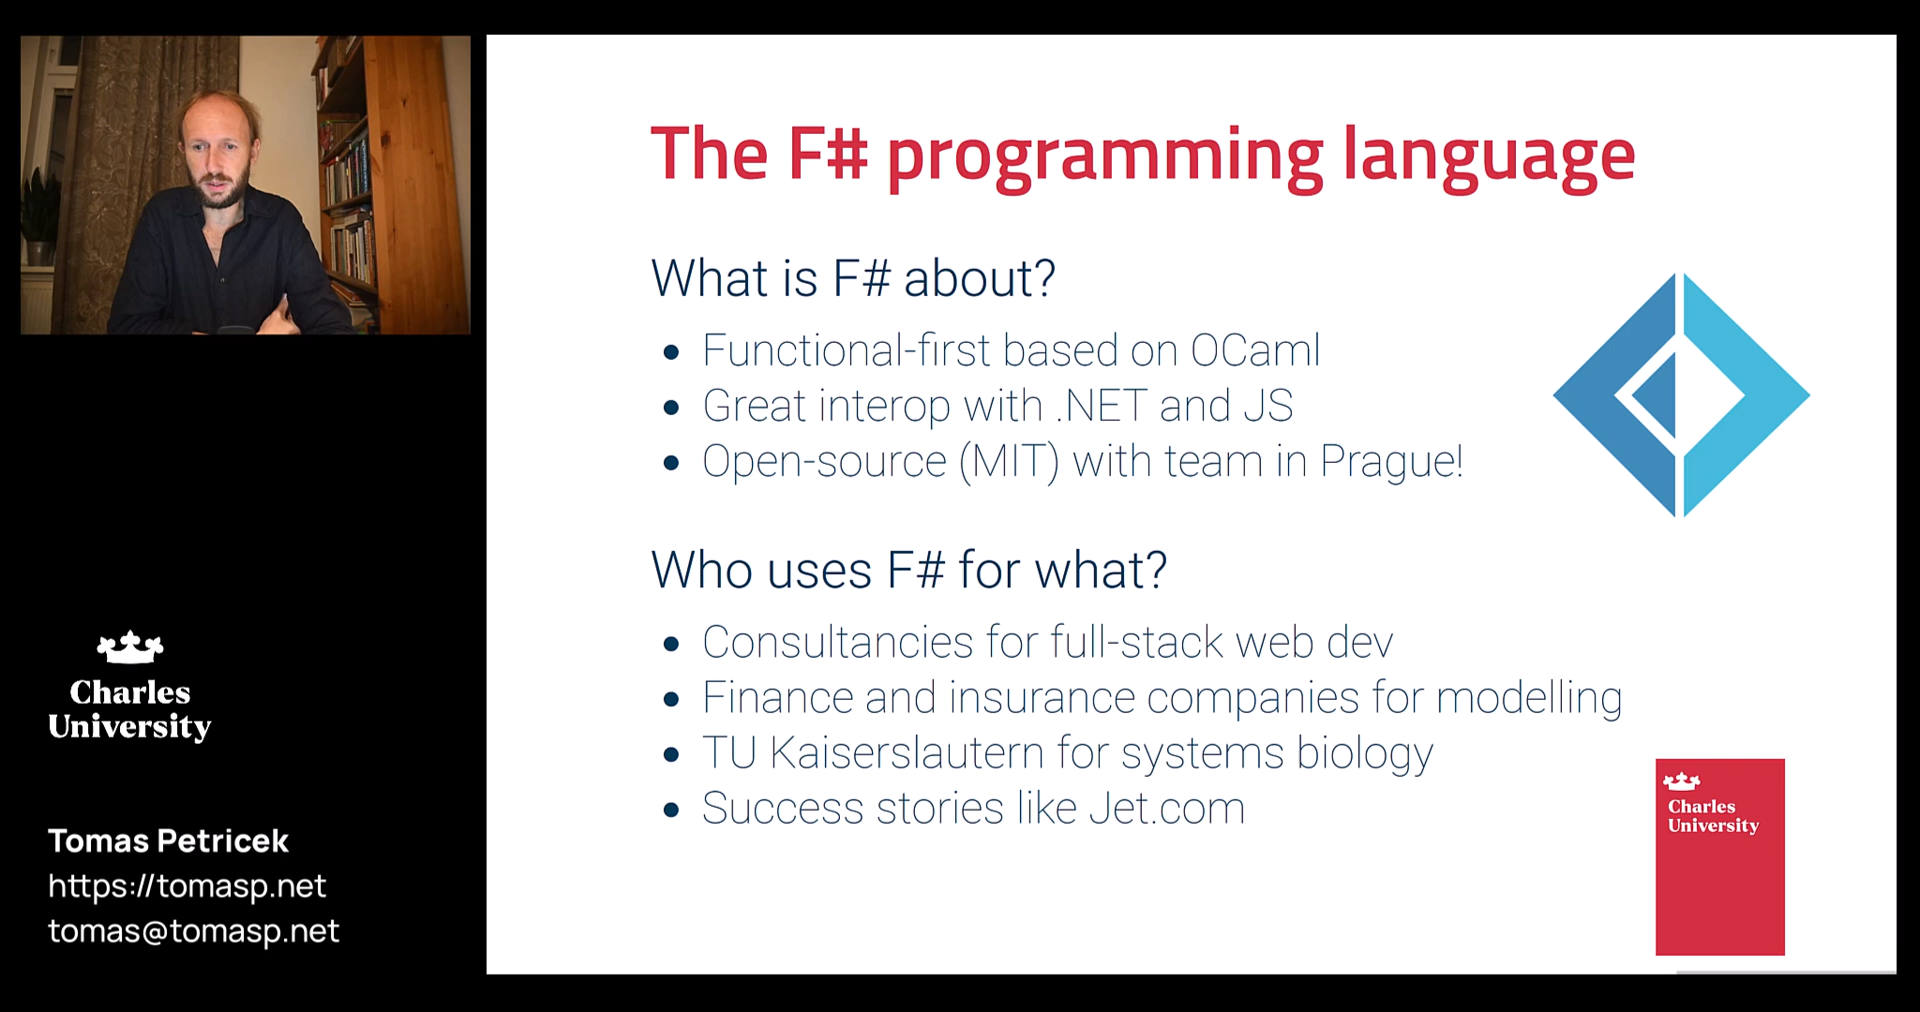 The F# programming language
What is F# about?
Functional-first based on OCaml
Great interop with .NET and JS
Open-source (MIT) with team in Prague!
Who uses F# for what?
Consultancies for full-stack web dev
Finance and insurance companies for modelling
TU Kaiserslautern for systems biology
Success stories like Jet.com
Charles
University
Charles
University
Tomas Petricek
https://tomasp.net
tomas@tomasp.net